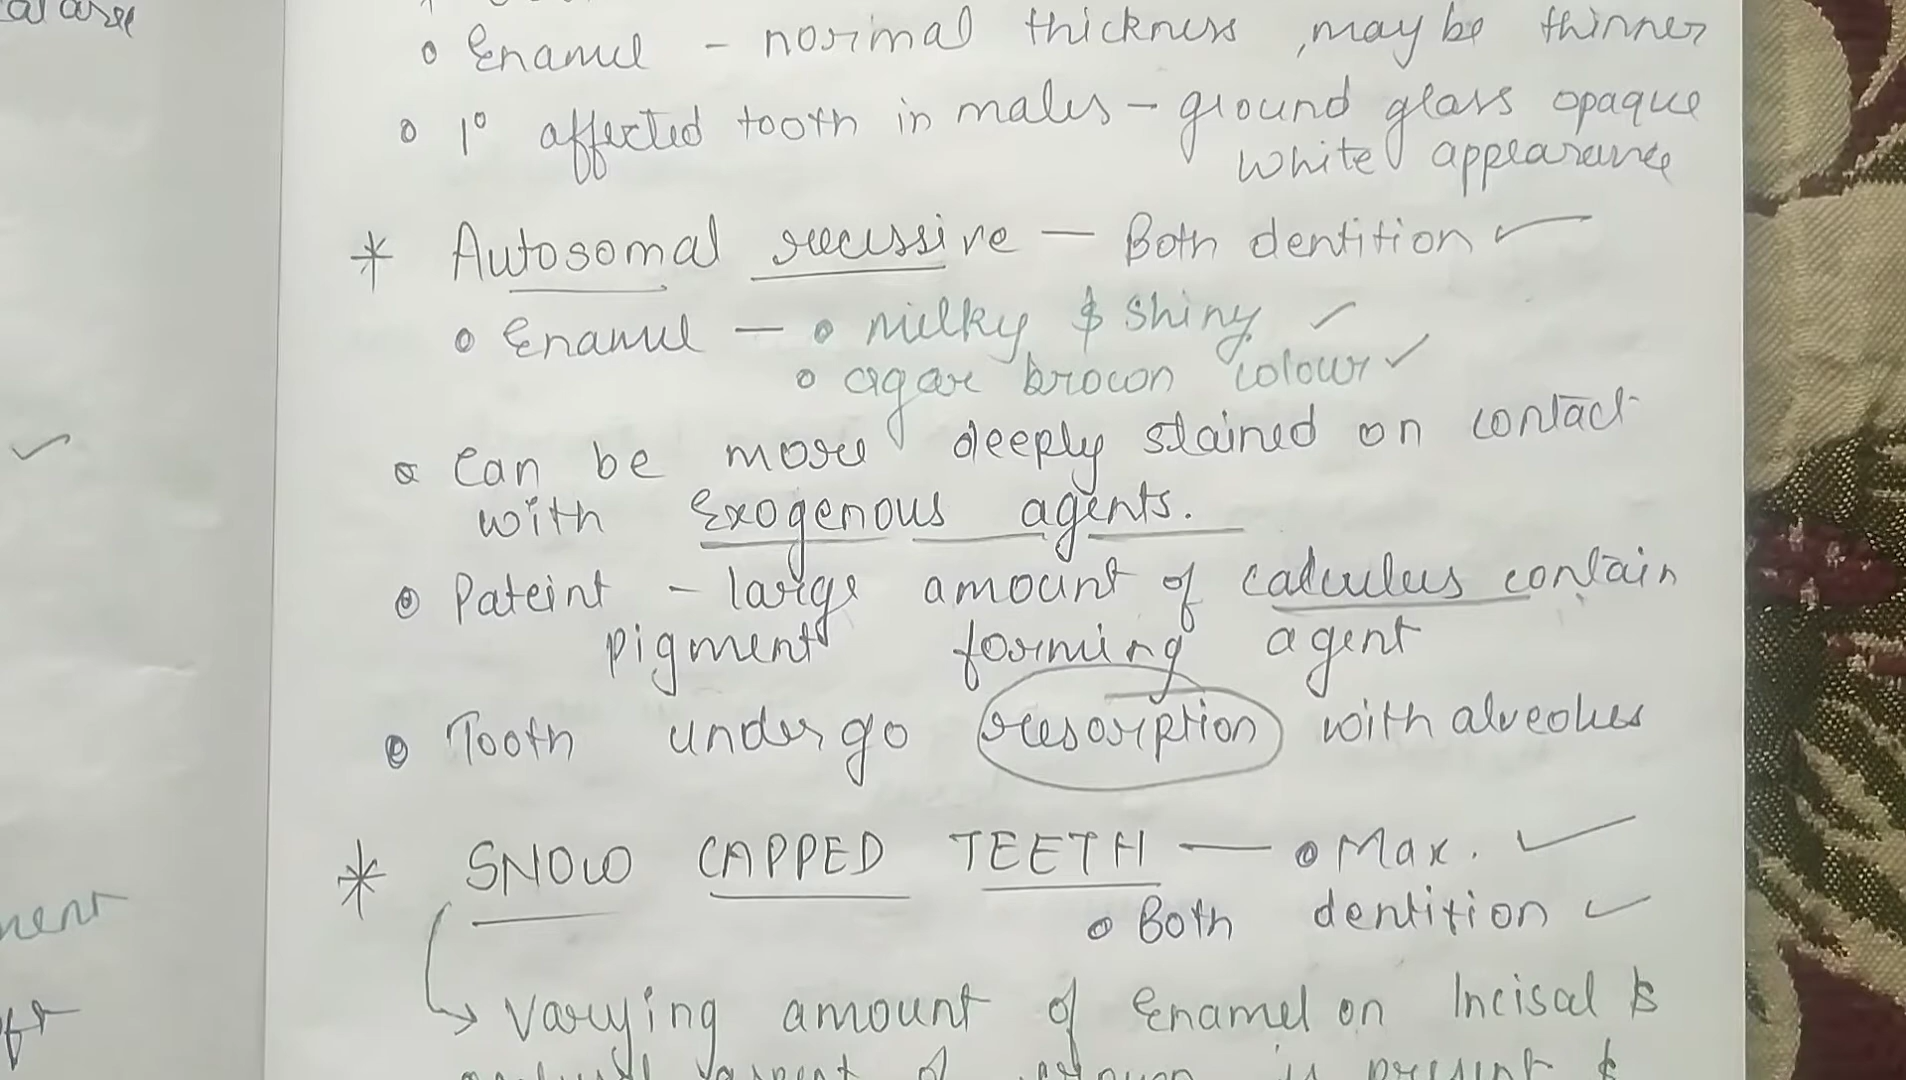 • Enamel - normal thickness, may be thinner
• 1° affected tooth in males - ground glass opaque
white appearance
* Autosomal recessive - Both dentition ✓
• Enamel - • milky & shiny ✓
• agar brown colour ✓
• can be more deeply stained on contact
with Exogenous agents.
• Pateint - large amount of calculus contain
pigment forming agent
• Tooth undergo resorption with alveolus
* SNOW CAPPED TEETH - • Max. ✓
• Both dentition ✓
↳ Varying amount of Enamel on Incisal &